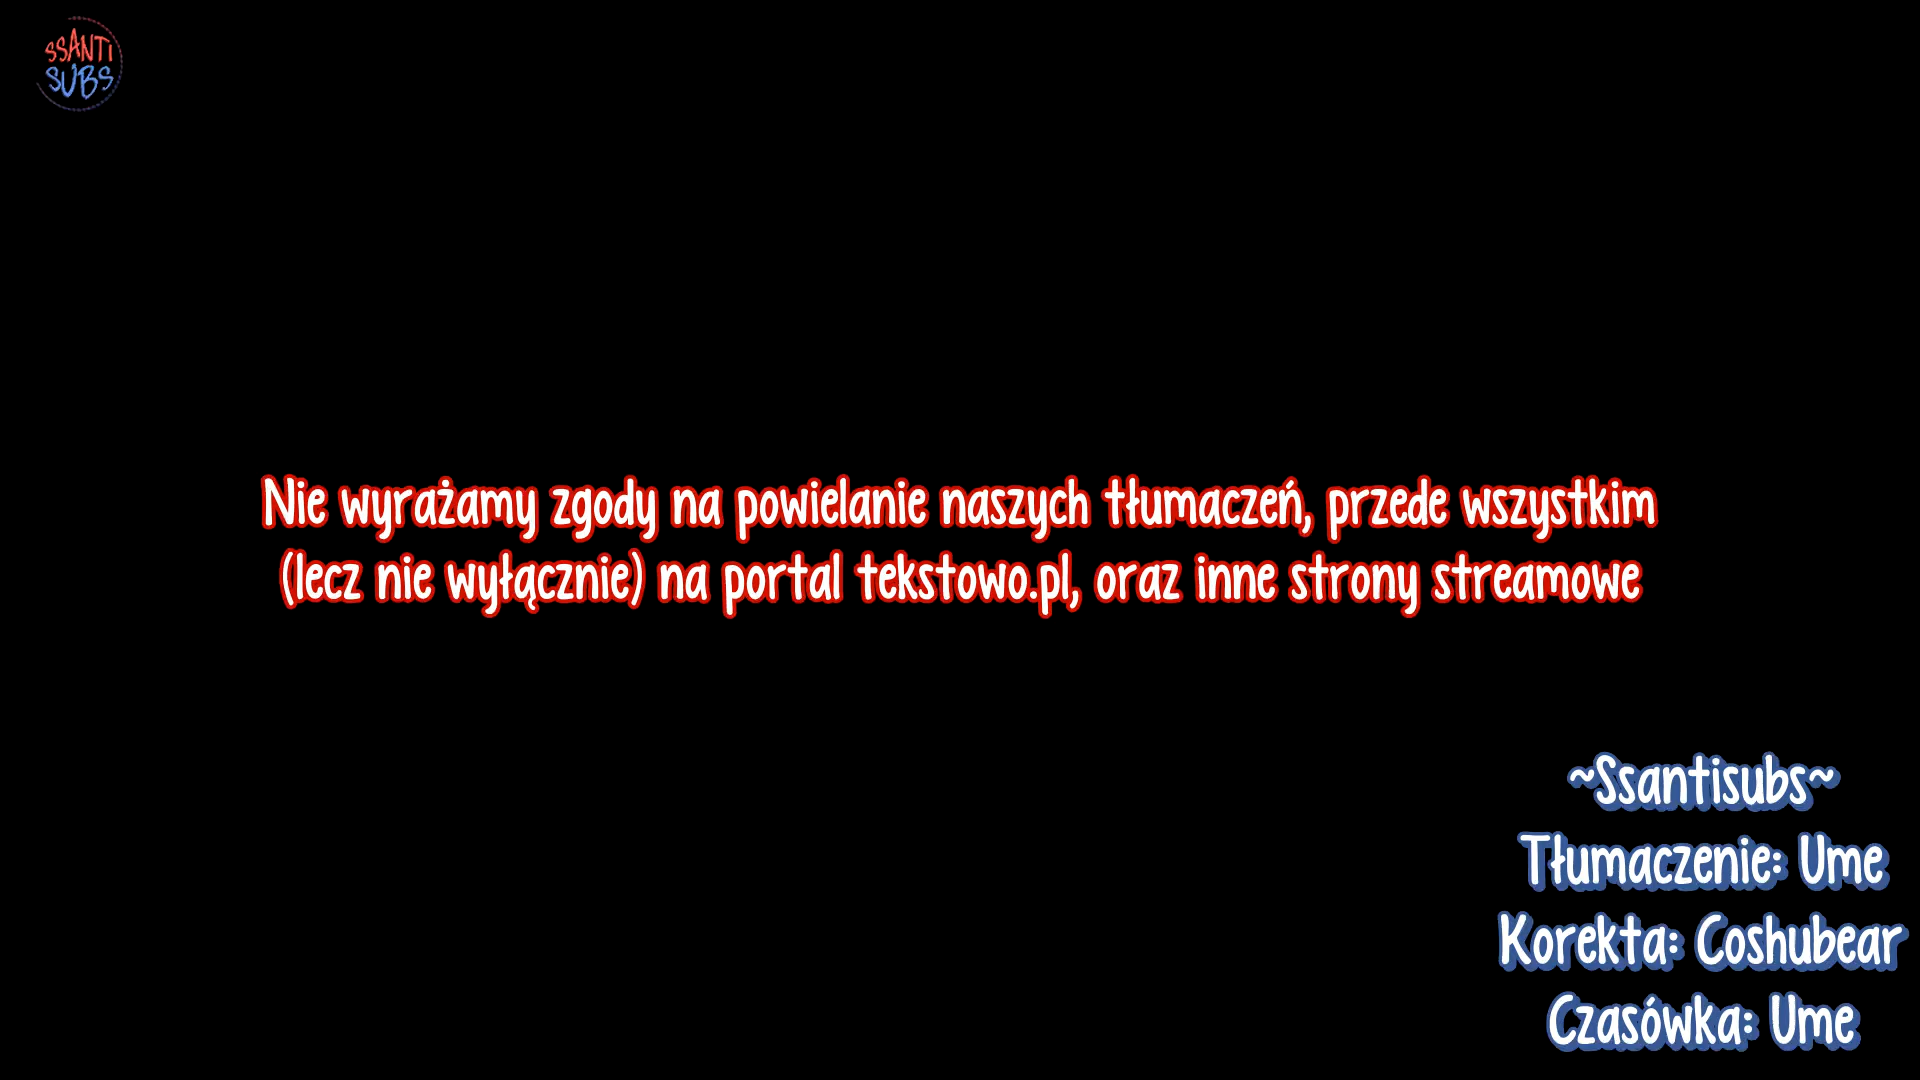 SSANTI
SUBS
Nie wyrażamy zgody na powielanie naszych tłumaczeń, przede wszystkim
(lecz nie wyłącznie) na portal tekstowo.pl, oraz inne strony streamowe
~Ssantisubs~
Tłumaczenie: Ume
Korekta: Coshubear
Czasówka: Ume